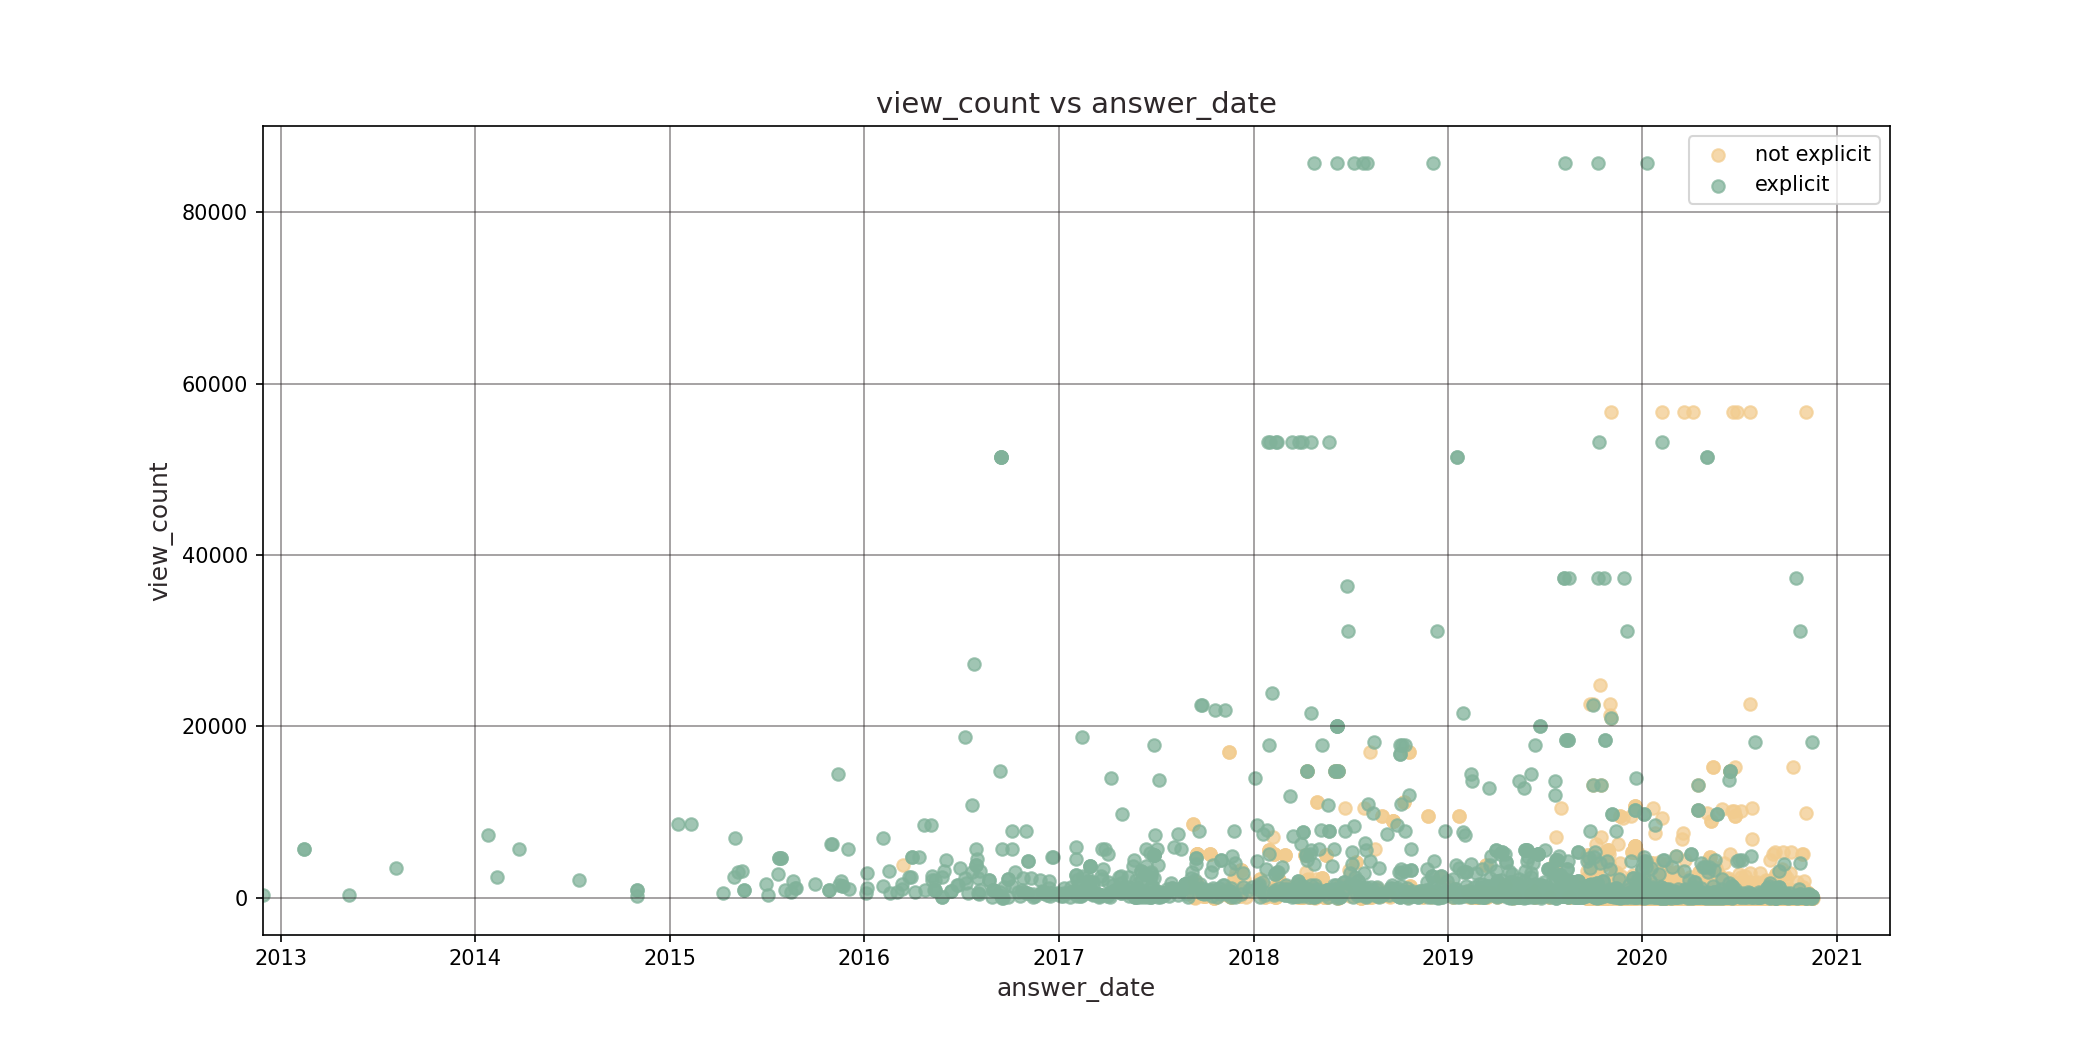 view_count vs answer_date
not explicit
explicit
view_count
80000
60000
40000
20000
0
2013 2014 2015 2016 2017 2018 2019 2020 2021
answer_date